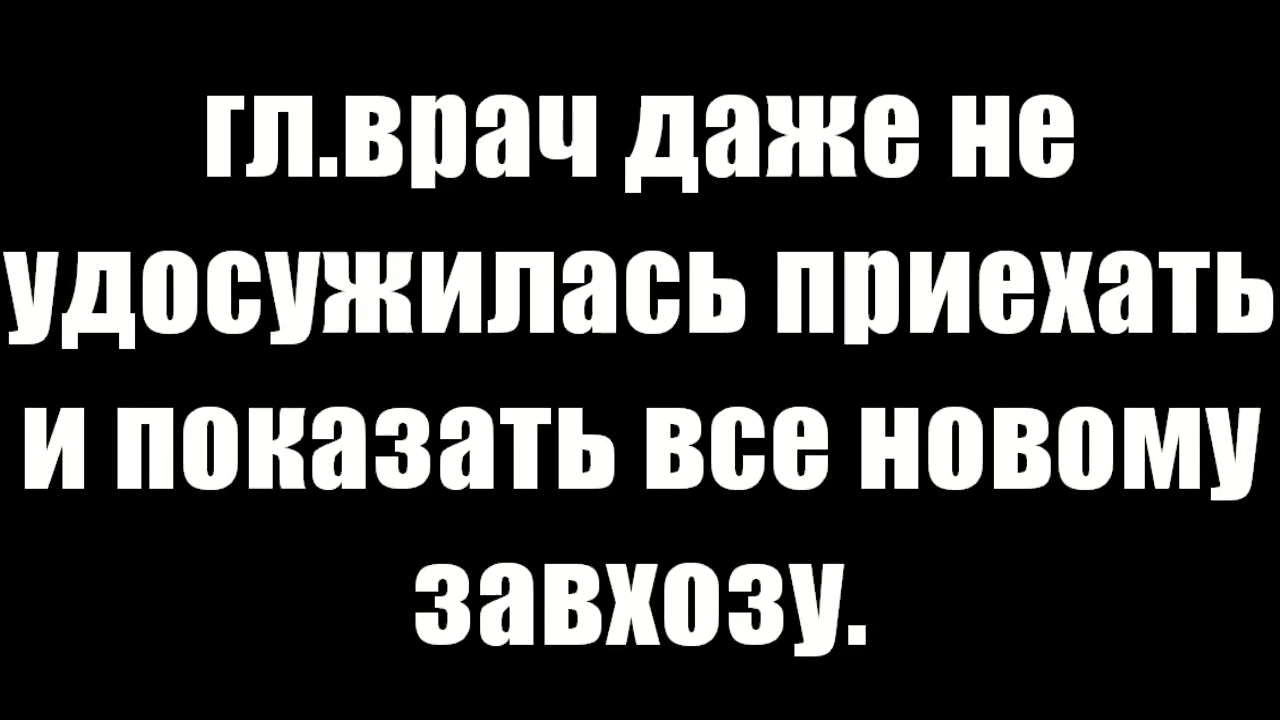 гл.врач даже не
удосужилась приехать
и показать все новому
завхозу.